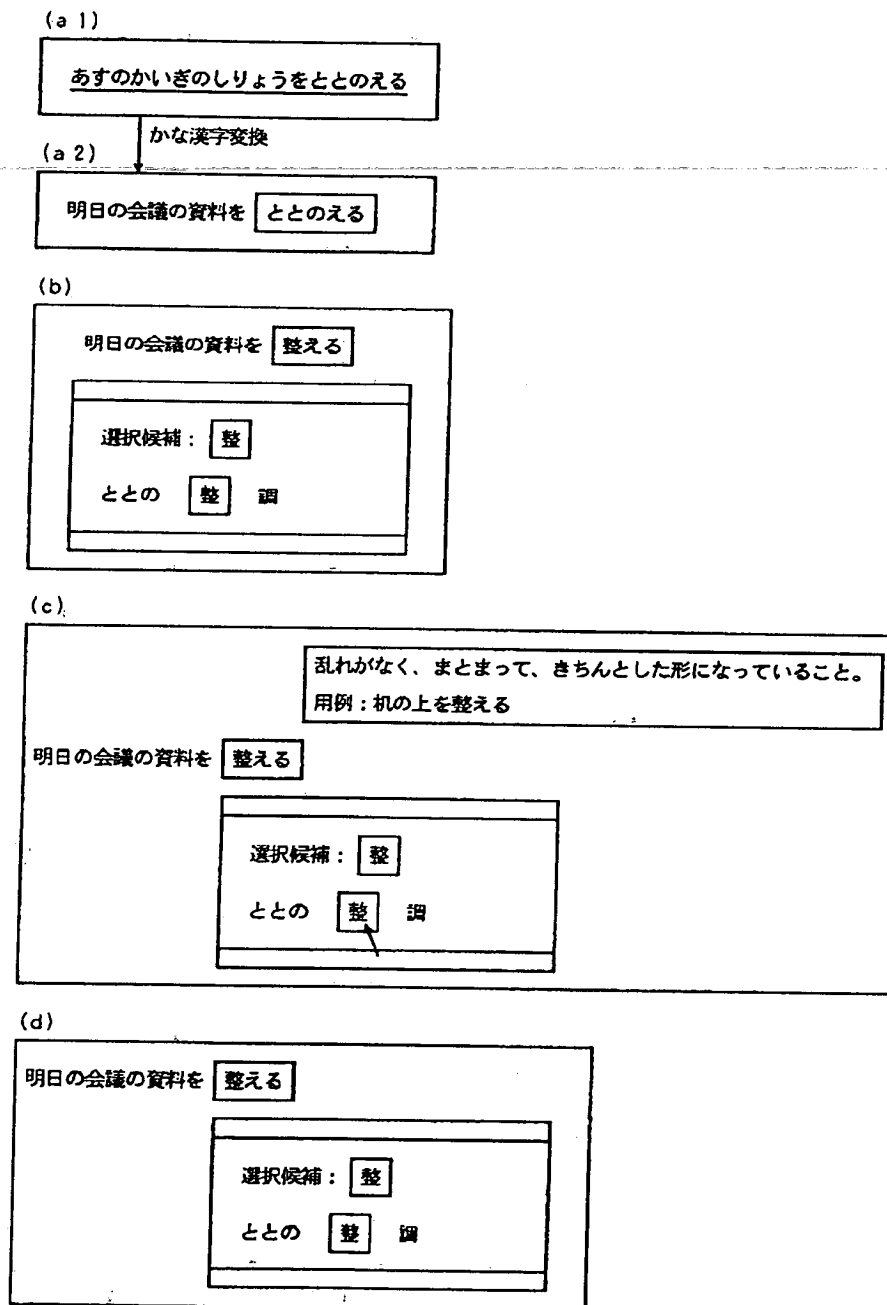 (a 1)
あすのかいぎのしりょうをととのえる
かな漢字変換
(a 2)
明日の会議の資料を ととのえる
(b)
明日の会議の資料を 整える
選択候補: 整
ととの 整 調
(c)
乱れがなく、まとまって、きちんとした形になっていること。
用例:机の上を整える
明日の会議の資料を 整える
選択候補: 整
ととの 整 調
(d)
明日の会議の資料を 整える
選択候補: 整
ととの 整 調